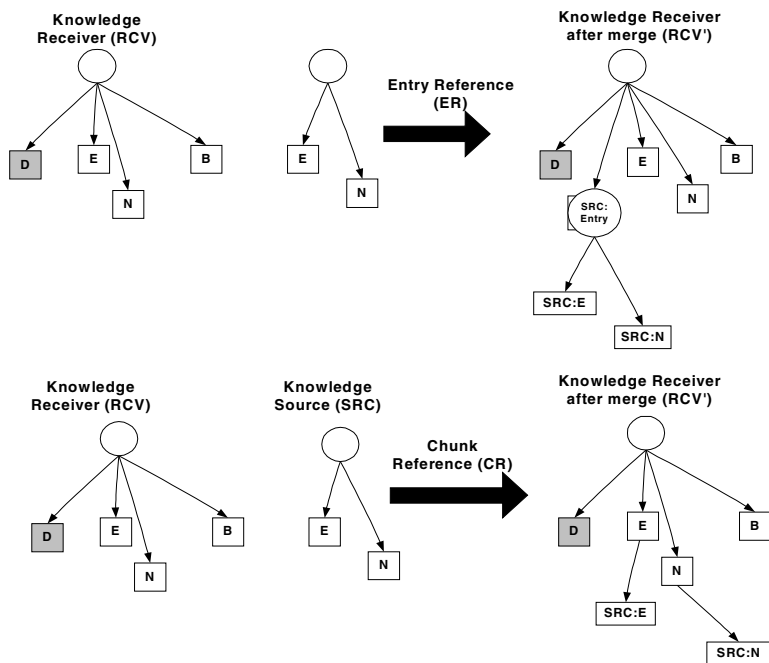 Knowledge
Receiver (RCV)
Knowledge Receiver
after merge (RCV')
Entry Reference
(ER)
D
E
N
B
E
N
D
E
N
B
SRC:
Entry
SRC:E
SRC:N
Knowledge
Receiver (RCV)
Knowledge
Source (SRC)
Knowledge Receiver
after merge (RCV')
Chunk
Reference (CR)
D
E
N
B
E
N
D
E
N
B
SRC:E
SRC:N